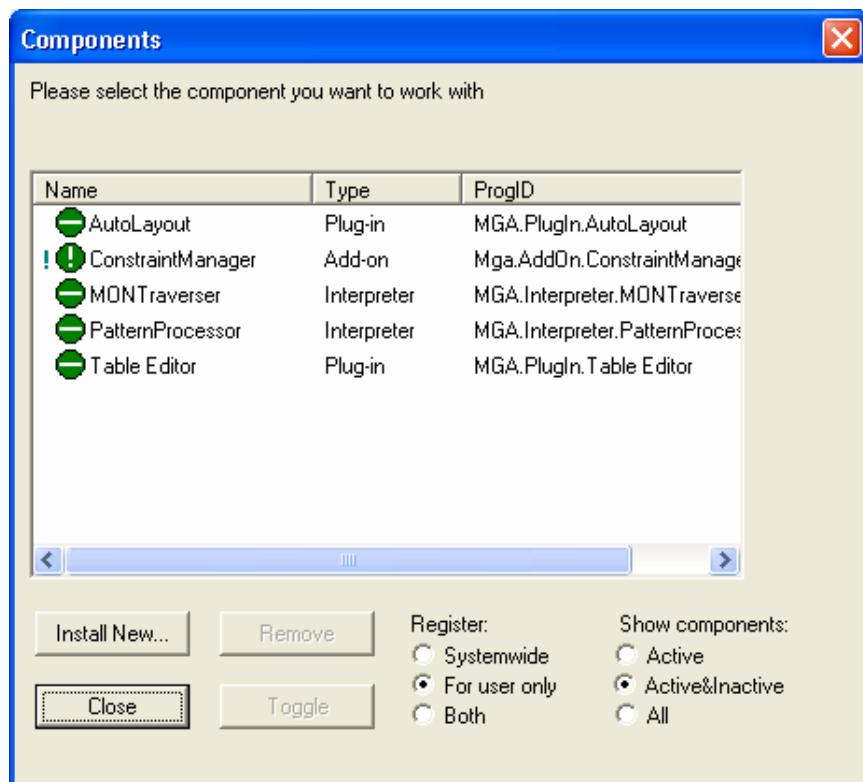 Components
Please select the component you want to work with
Name Type ProgID
AutoLayout Plug-in MGA.PlugIn.AutoLayout
! ! ConstraintManager Add-on Mga.AddOn.ConstraintManage
MONTraverser Interpreter MGA.Interpreter.MONTraverse
PatternProcessor Interpreter MGA.Interpreter.PatternProces
Table Editor Plug-in MGA.PlugIn.Table Editor
Install New... Remove Register: Show components:
Systemwide Active
For user only Active&Inactive
Close Toggle Both All